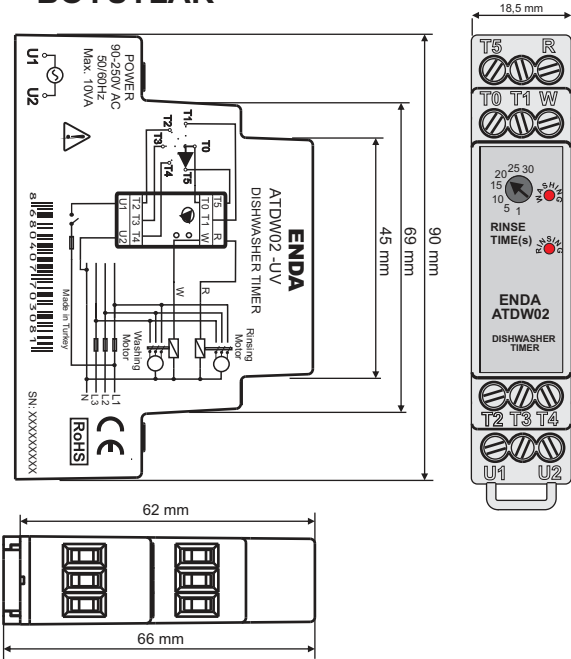 BOYUTLAR
18,5 mm
T5 R
T0 T1 W
20 25 30
15
10
5 1
WASHING
RINSE
TIME(s)
RINSING
ENDA
ATDW02
DISHWASHER
TIMER
T2 T3 T4
U1 U2
90 mm
69 mm
45 mm
ENDA
ATDW02 -UV
DISHWASHER TIMER
POWER
90-250V AC
50/60Hz
Max. 10VA
U1 U2
T0
T1
T2
T3
T4
T5
T5 R
T0 T1 W
T2 T3 T4
U1 U2
W
R
Washing
Motor
Rinsing
Motor
L1
L2
L3
N
8680407703081
Made in Turkey
CE
RoHS
SN: XXXXXXXXX
62 mm
66 mm